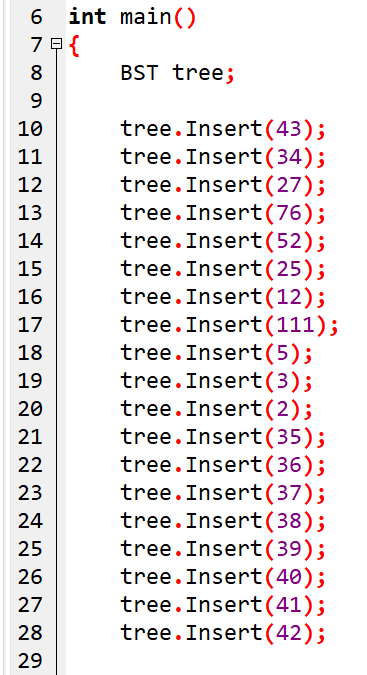 6 int main()
7 {
8 BST tree;
9
10 tree.Insert(43);
11 tree.Insert(34);
12 tree.Insert(27);
13 tree.Insert(76);
14 tree.Insert(52);
15 tree.Insert(25);
16 tree.Insert(12);
17 tree.Insert(111);
18 tree.Insert(5);
19 tree.Insert(3);
20 tree.Insert(2);
21 tree.Insert(35);
22 tree.Insert(36);
23 tree.Insert(37);
24 tree.Insert(38);
25 tree.Insert(39);
26 tree.Insert(40);
27 tree.Insert(41);
28 tree.Insert(42);
29